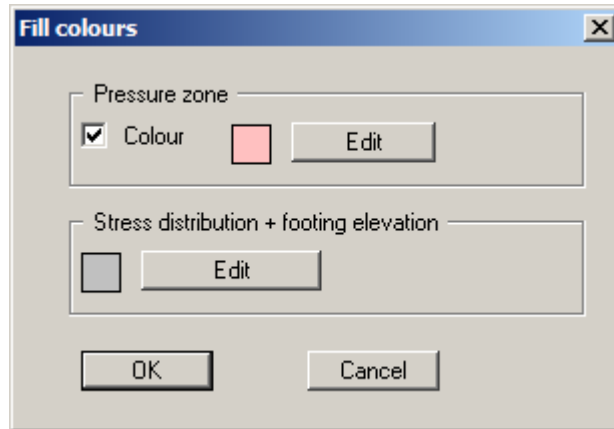 Fill colours
Pressure zone
Colour
Edit
Stress distribution + footing elevation
Edit
OK
Cancel